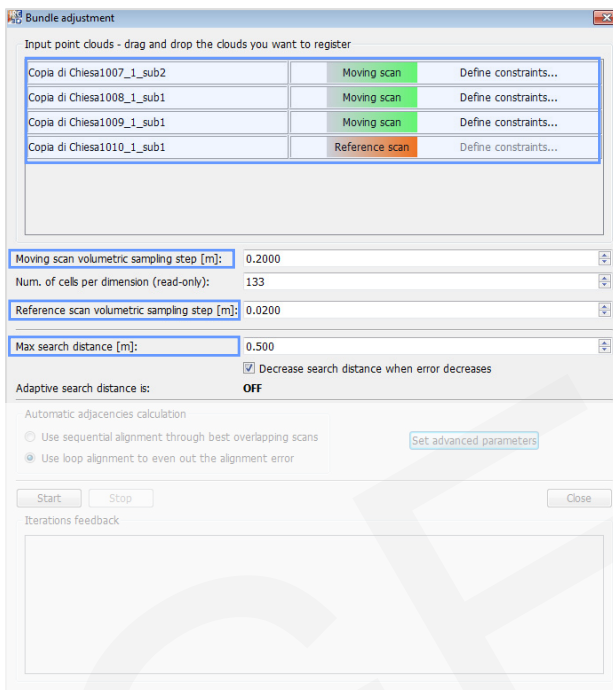 Bundle adjustment
Input point clouds - drag and drop the clouds you want to register
Copia di Chiesa1007_1_sub2 Moving scan Define constraints...
Copia di Chiesa1008_1_sub1 Moving scan Define constraints...
Copia di Chiesa1009_1_sub1 Moving scan Define constraints...
Copia di Chiesa1010_1_sub1 Reference scan Define constraints...
Moving scan volumetric sampling step [m]: 0.2000
Num. of cells per dimension (read-only): 133
Reference scan volumetric sampling step [m]: 0.0200
Max search distance [m]: 0.500
Decrease search distance when error decreases
Adaptive search distance is: OFF
Automatic adjacencies calculation
Use sequential alignment through best overlapping scans
Set advanced parameters
Use loop alignment to even out the alignment error
Start Stop Close
Iterations feedback